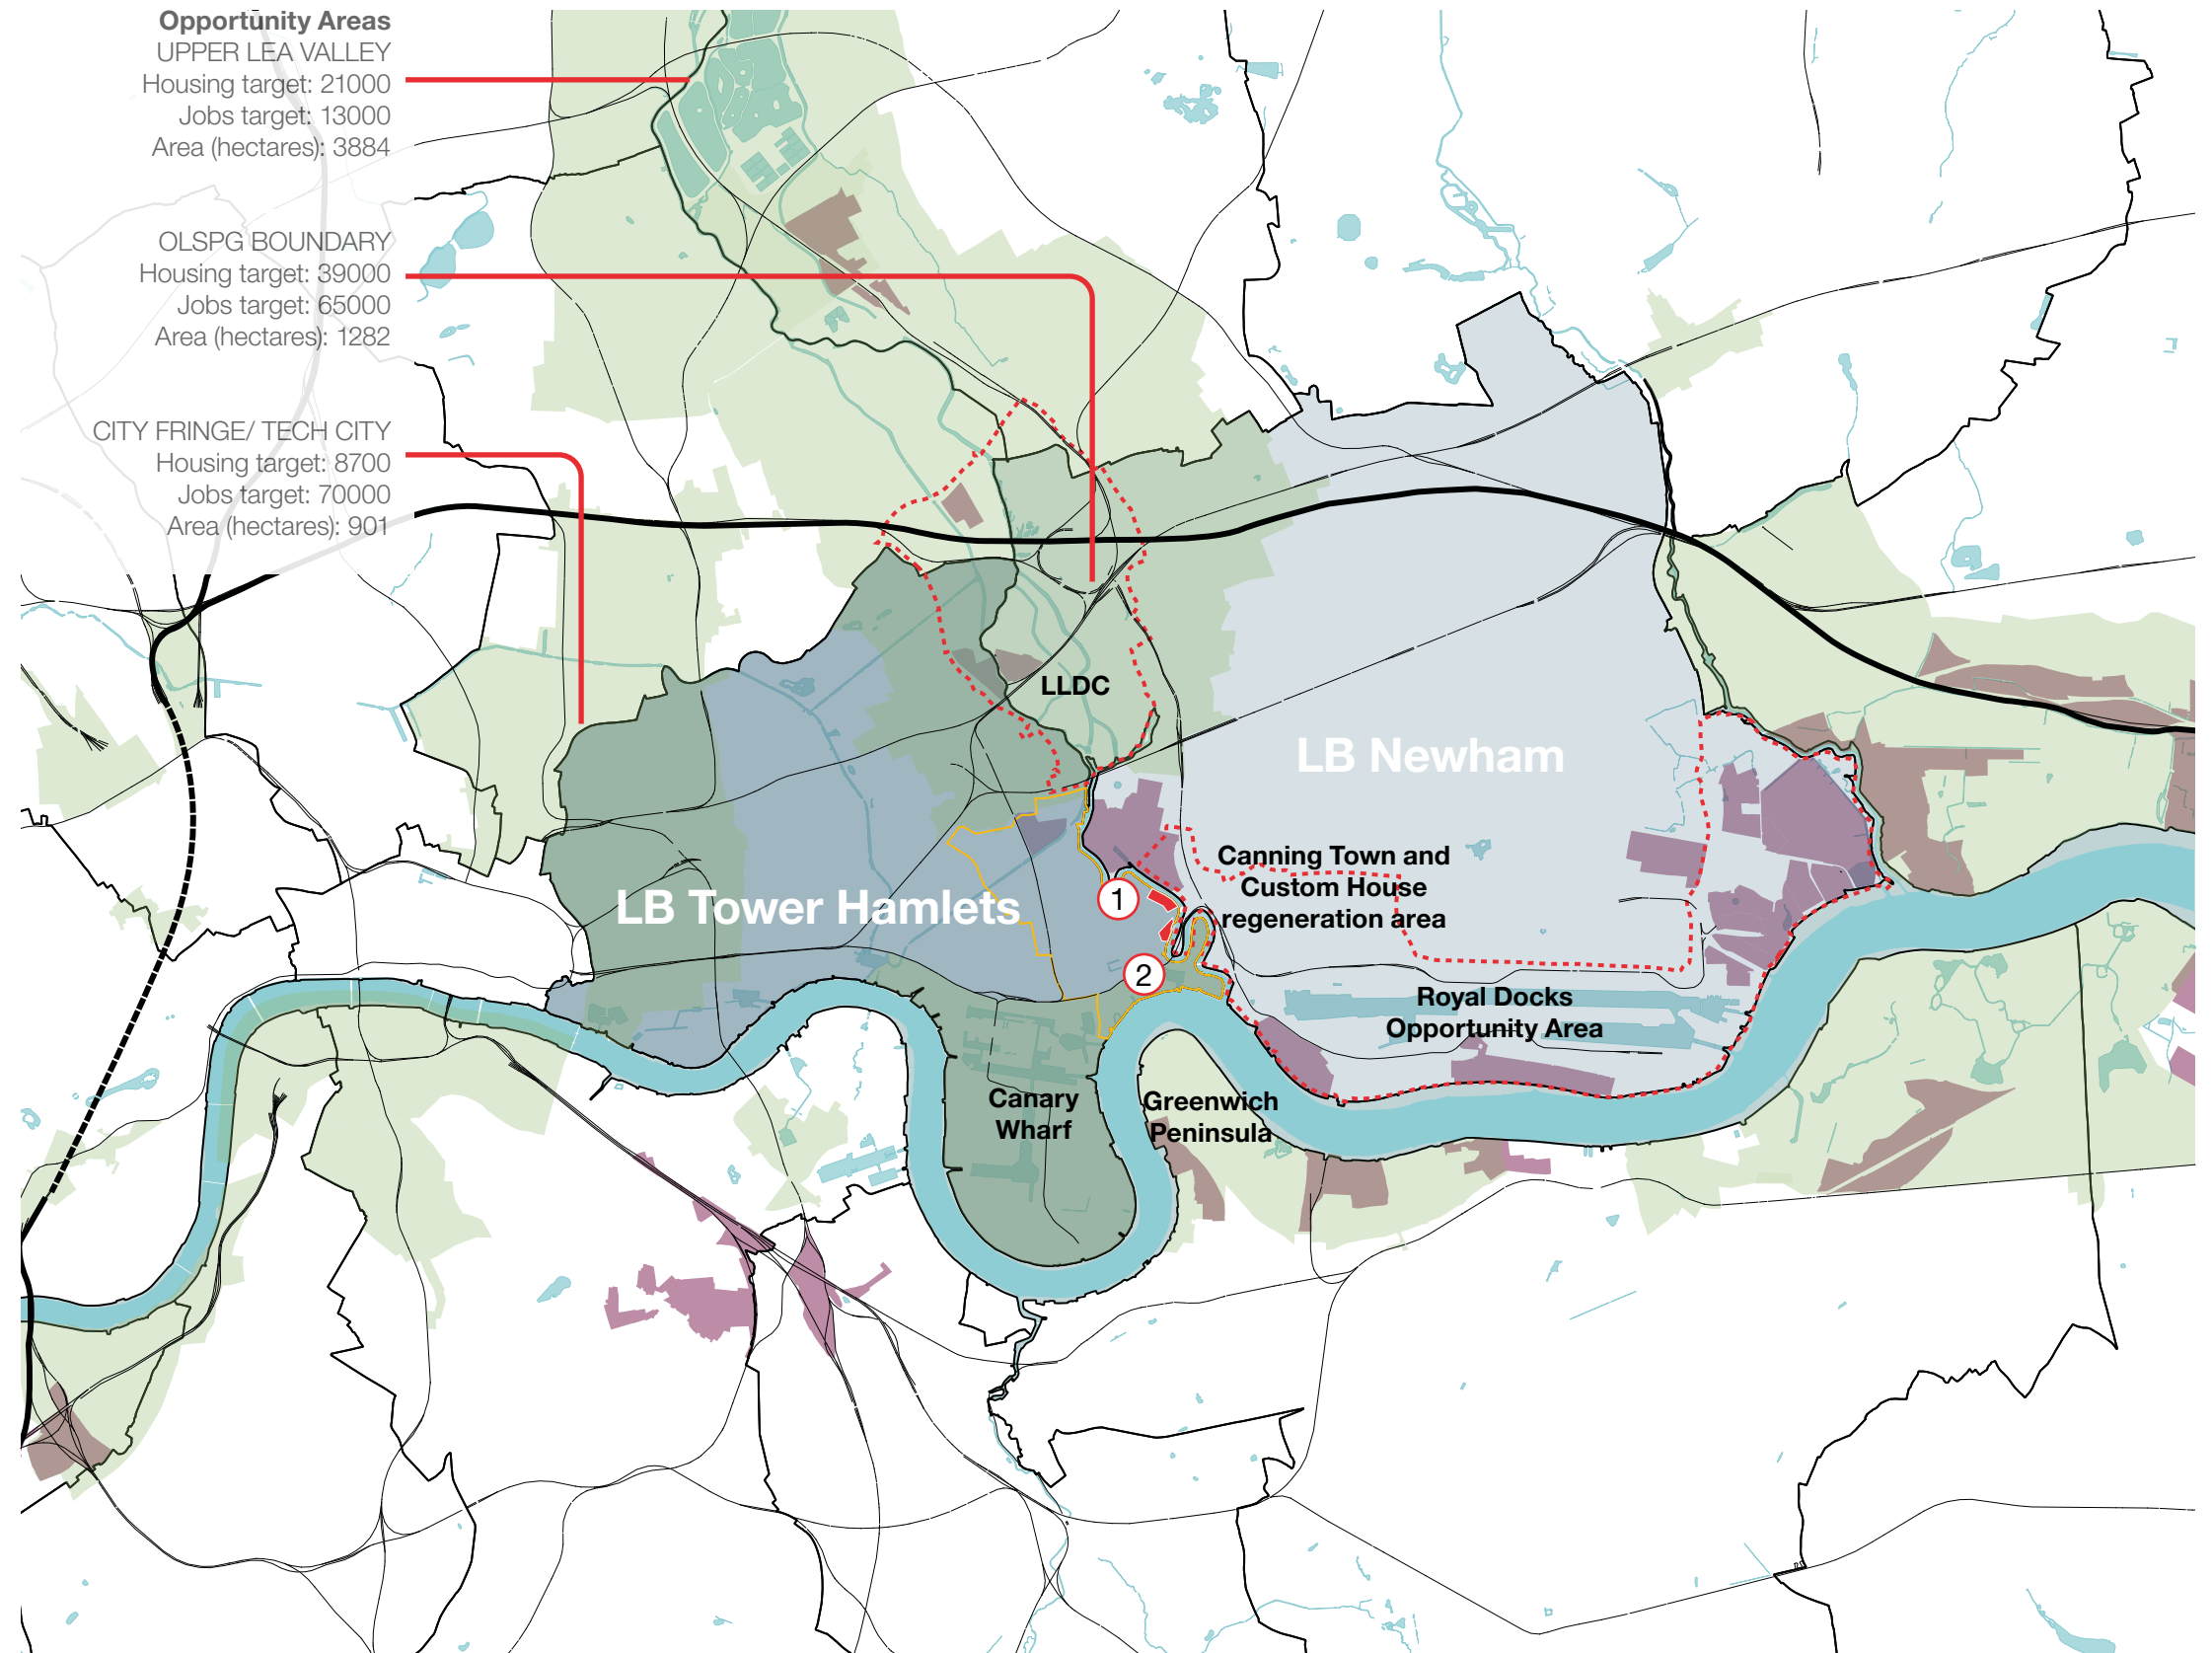 Opportunity Areas
UPPER LEA VALLEY
Housing target: 21000
Jobs target: 13000
Area (hectares): 3884
OLSPG BOUNDARY
Housing target: 39000
Jobs target: 65000
Area (hectares): 1282
CITY FRINGE/ TECH CITY
Housing target: 8700
Jobs target: 70000
Area (hectares): 901
LLDC
LB Newham
LB Tower Hamlets
Canning Town and
Custom House
regeneration area
1
2
Royal Docks
Opportunity Area
Canary
Wharf
Greenwich
Peninsula